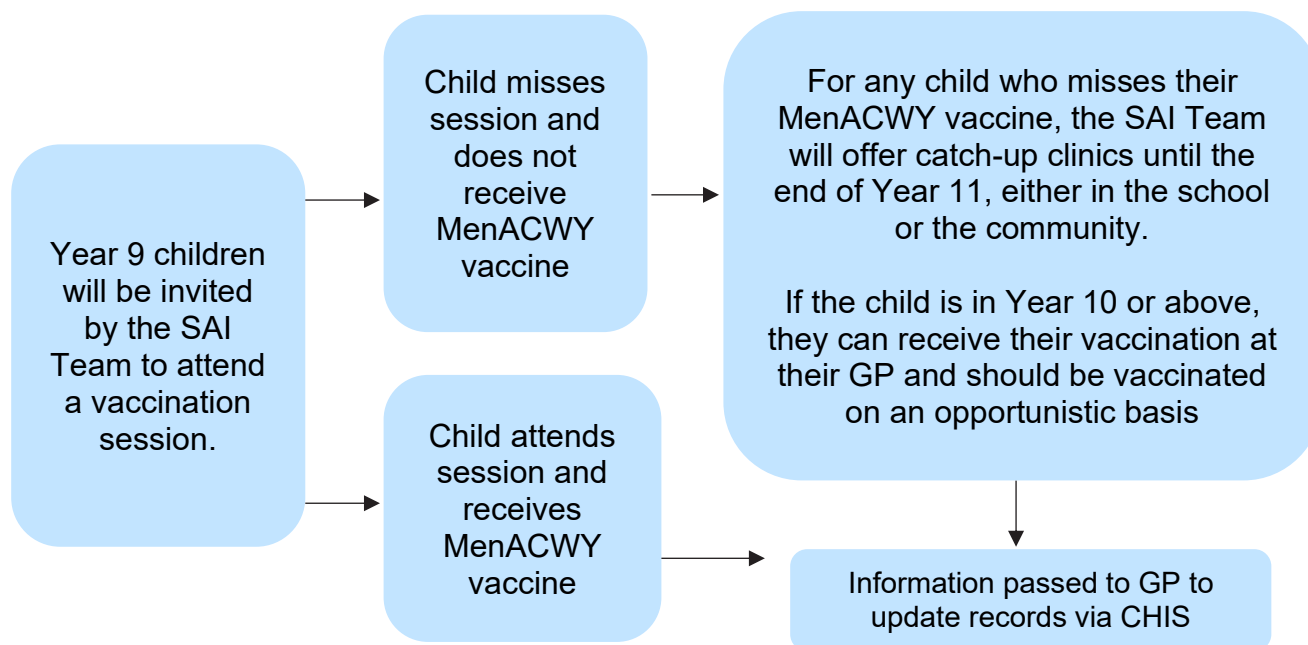 Year 9 children
will be invited
by the SAI
Team to attend
a vaccination
session.
Child misses
session and
does not
receive
MenACWY
vaccine
For any child who misses their
MenACWY vaccine, the SAI Team
will offer catch-up clinics until the
end of Year 11, either in the school
or the community.
If the child is in Year 10 or above,
they can receive their vaccination at
their GP and should be vaccinated
on an opportunistic basis
Child attends
session and
receives
MenACWY
vaccine
Information passed to GP to
update records via CHIS